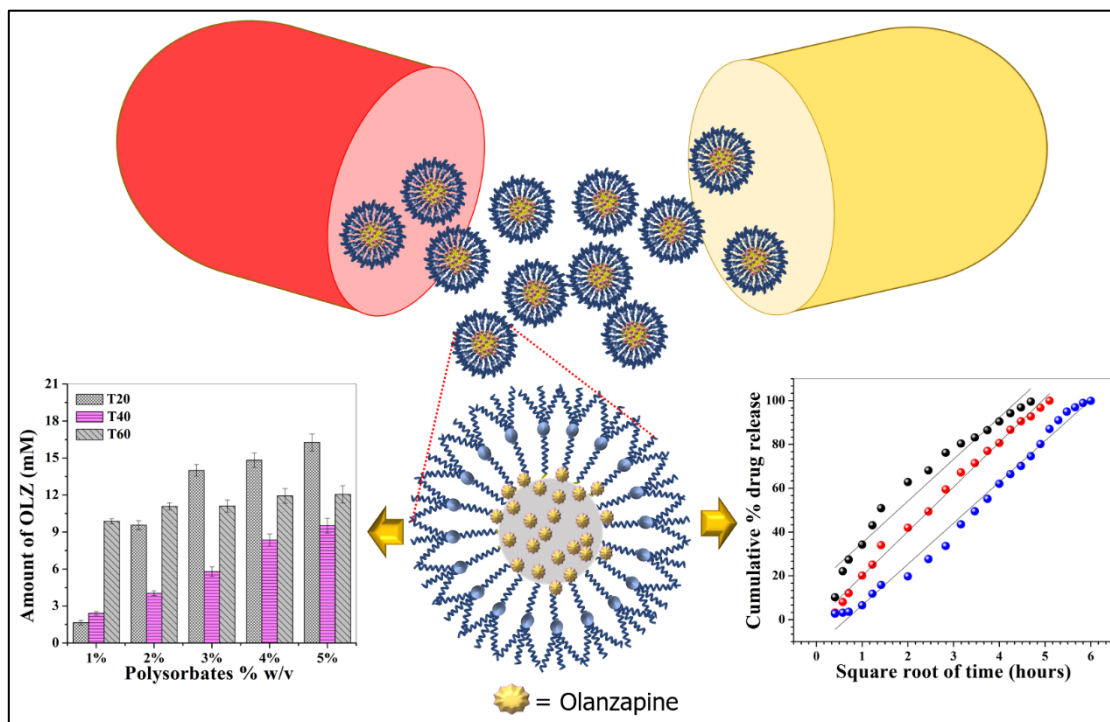 21
18
15
12
9
6
3
0
Amount of OLZ (mM)
T20
T40
T60
1% 2% 3% 4% 5%
Polysorbates % w/v
= Olanzapine
100
80
60
40
20
0
Cumulative % drug release
0 1 2 3 4 5 6
Square root of time (hours)